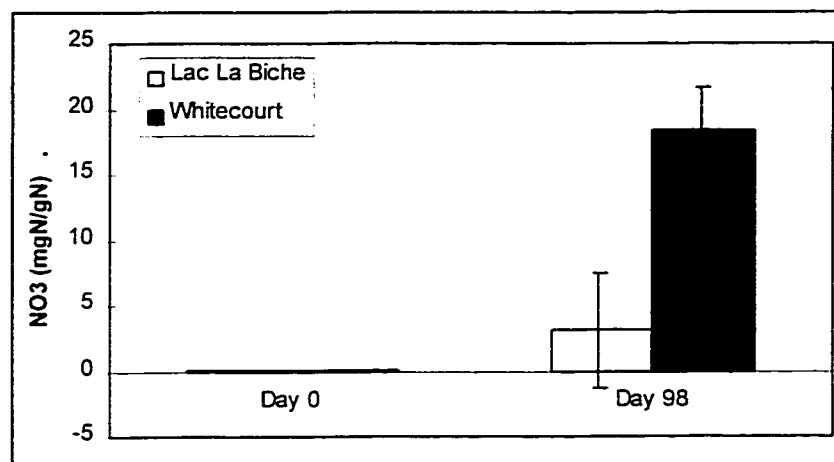 25
20
15
10
5
0
-5
NO3 (mgN/gN)
Lac La Biche
Whitecourt
Day 0
Day 98